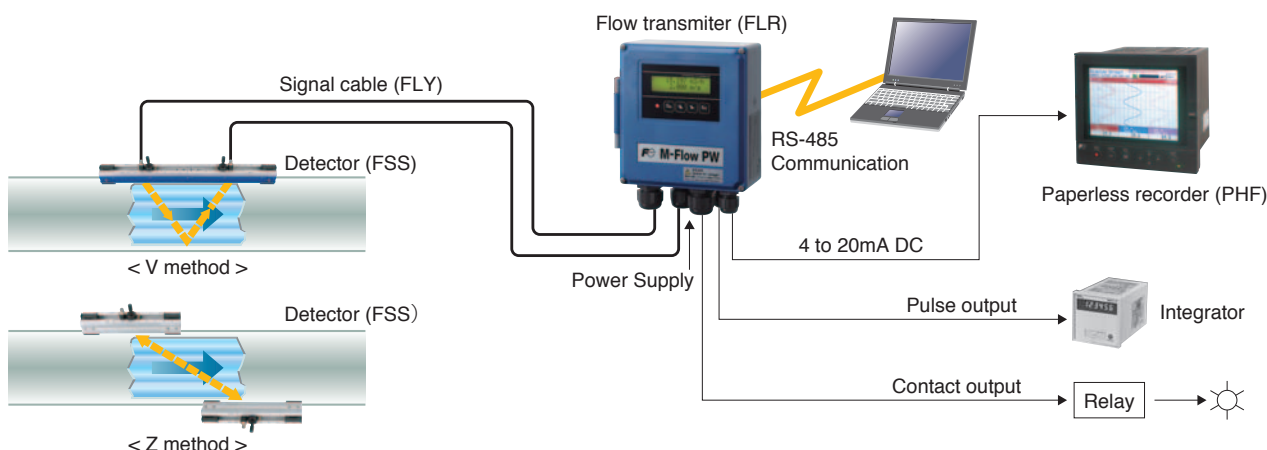 Flow transmiter (FLR)
Signal cable (FLY)
Detector (FSS)
< V method >
Detector (FSS）
< Z method >
M-Flow PW
RS-485
Communication
Paperless recorder (PHF)
4 to 20mA DC
Power Supply
Pulse output
Integrator
123455
Contact output
Relay